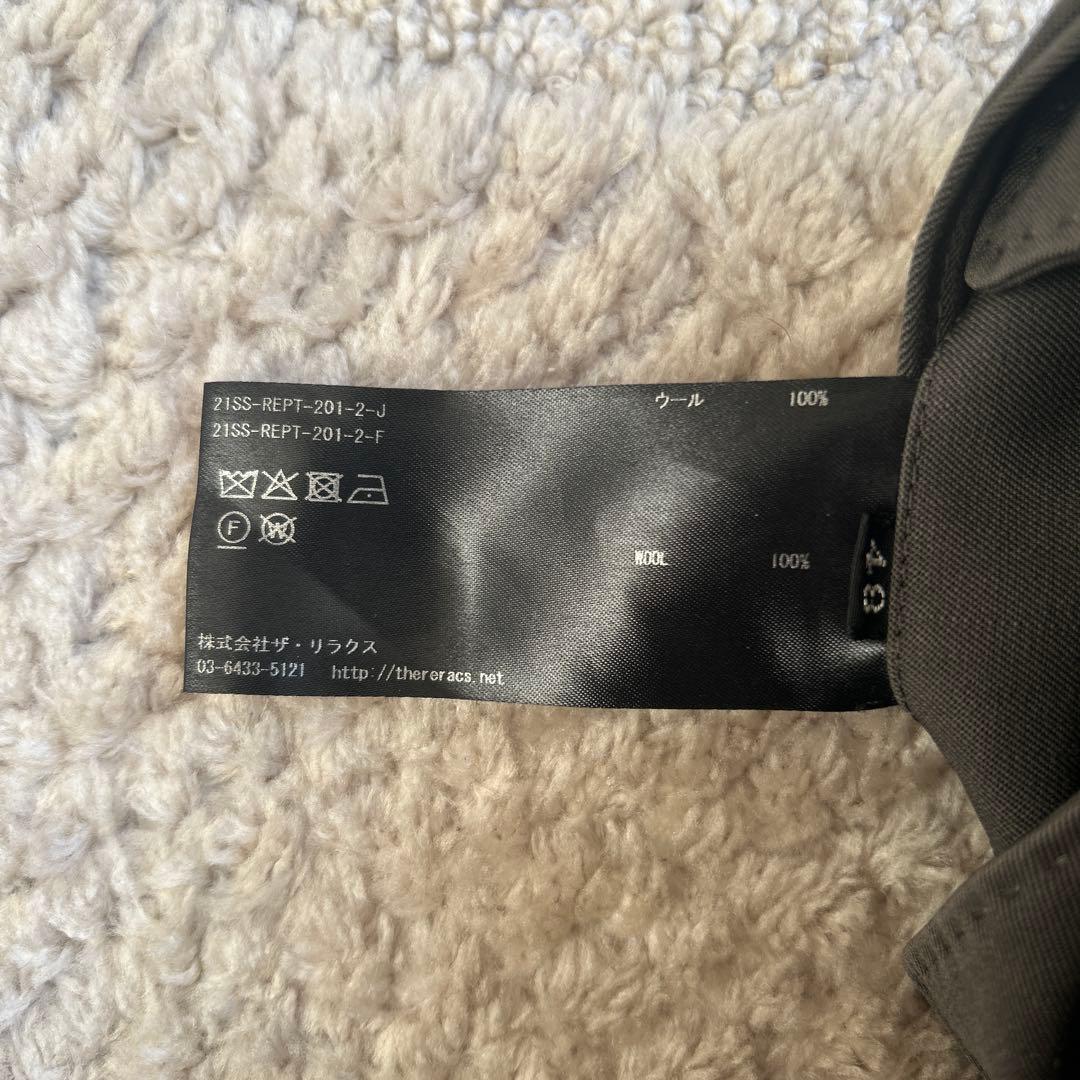 21SS-REPT-201-2-J
21SS-REPT-201-2-F
ウール 100%
F
W
WOOL 100%
48
株式会社ザ・リラクス
03-6433-5121 http://thereracs.net